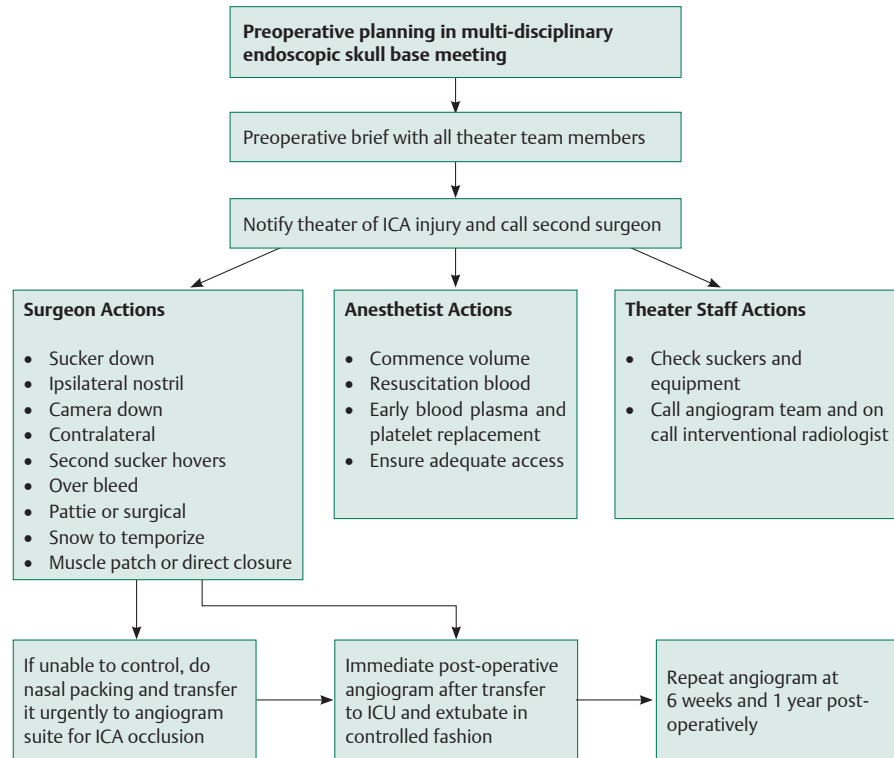 Preoperative planning in multi-disciplinary
endoscopic skull base meeting
Preoperative brief with all theater team members
Notify theater of ICA injury and call second surgeon
Surgeon Actions
• Sucker down
• Ipsilateral nostril
• Camera down
• Contralateral
• Second sucker hovers
• Over bleed
• Pattie or surgical
• Snow to temporize
• Muscle patch or direct closure
Anesthetist Actions
• Commence volume
• Resuscitation blood
• Early blood plasma and
platelet replacement
• Ensure adequate access
Theater Staff Actions
• Check suckers and
equipment
• Call angiogram team and on
call interventional radiologist
If unable to control, do
nasal packing and transfer
it urgently to angiogram
suite for ICA occlusion
Immediate post-operative
angiogram after transfer
to ICU and extubate in
controlled fashion
Repeat angiogram at
6 weeks and 1 year post-
operatively